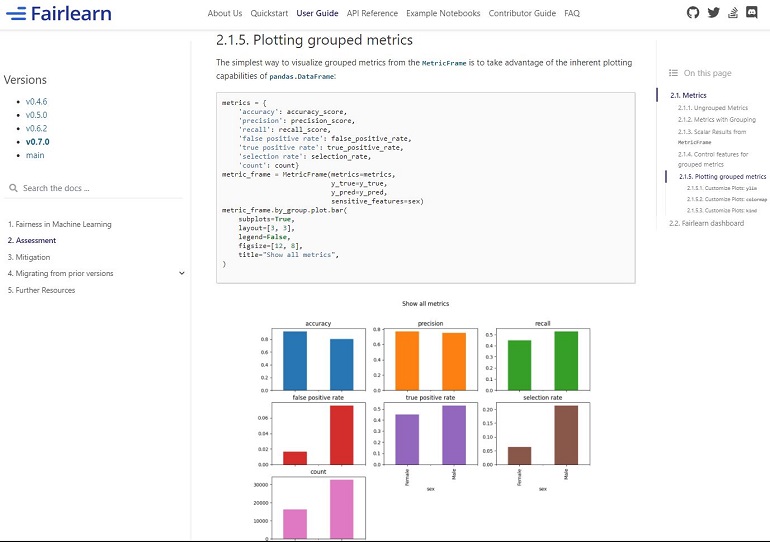 Fairlearn
About Us Quickstart User Guide API Reference Example Notebooks Contributor Guide FAQ
Versions
v0.4.6
v0.5.0
v0.6.2
v0.7.0
main
Search the docs ...
1. Fairness in Machine Learning
2. Assessment
3. Mitigation
4. Migrating from prior versions
5. Further Resources
2.1.5. Plotting grouped metrics
The simplest way to visualize grouped metrics from the MetricFrame is to take advantage of the inherent plotting
capabilities of pandas.DataFrame:
metrics = {
'accuracy': accuracy_score,
'precision': precision_score,
'recall': recall_score,
'false positive rate': false_positive_rate,
'true positive rate': true_positive_rate,
'selection rate': selection_rate,
'count': count}
metric_frame = MetricFrame(metrics=metrics,
y_true=y_true,
y_pred=y_pred,
sensitive_features=sex)
metric_frame.by_group.plot.bar(
subplots=True,
layout=[3, 3],
legend=False,
figsize=[12, 8],
title="Show all metrics",
)
Show all metrics
accuracy
0.8
0.6
0.4
0.2
0.0
precision
0.8
0.6
0.4
0.2
0.0
recall
0.5
0.4
0.3
0.2
0.1
0.0
false positive rate
0.06
0.04
0.02
0.00
true positive rate
0.5
0.4
0.3
0.2
0.1
0.0
Female
Male
sex
selection rate
0.20
0.15
0.10
0.05
0.00
Female
Male
sex
count
30000
20000
10000
0
On this page
2.1. Metrics
2.1.1. Ungrouped Metrics
2.1.2. Metrics with Grouping
2.1.3. Scalar Results from
MetricFrame
2.1.4. Control features for
grouped metrics
2.1.5. Plotting grouped metrics
2.1.5.1. Customize Plots: ylim
2.1.5.2. Customize Plots: colormap
2.1.5.3. Customize Plots: kind
2.2. Fairlearn dashboard